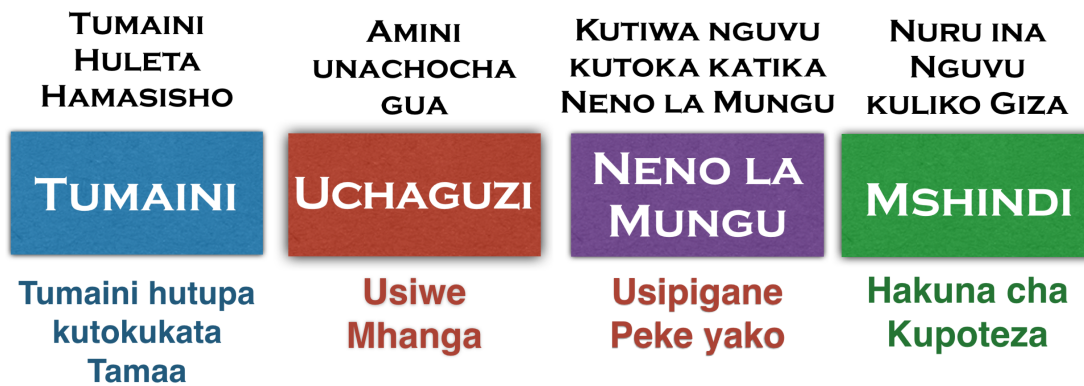 Tumaini
Huleta
Hamasisho
Tumaini
Tumaini hutupa
kutokukata
Tamaa
Amini
unachocha
gua
Uchaguzi
Usiwe
Mhanga
Kutiwa nguvu
kutoka katika
Neno la Mungu
Neno la
Mungu
Usipigane
Peke yako
Nuru ina
Nguvu
kuliko Giza
Mshindi
Hakuna cha
Kupoteza